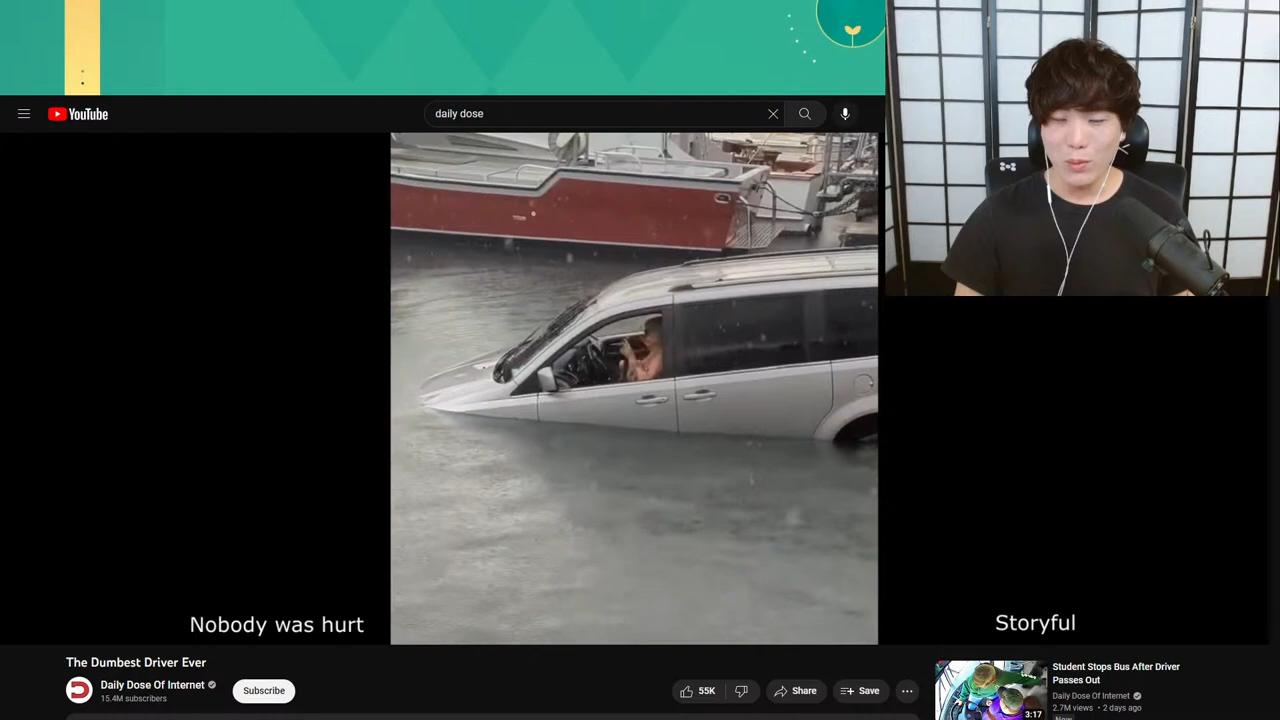 YouTube
daily dose
Nobody was hurt
Storyful
The Dumbest Driver Ever
Daily Dose Of Internet
15.4M subscribers
Subscribe
55K
Share
Save
3:17
Student Stops Bus After Driver
Passes Out
Daily Dose Of Internet
2.7M views • 2 days ago